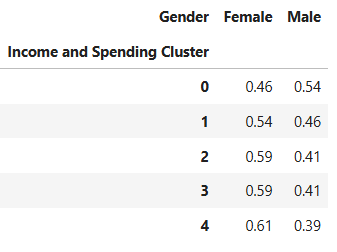 Gender Female Male
Income and Spending Cluster
0 0.46 0.54
1 0.54 0.46
2 0.59 0.41
3 0.59 0.41
4 0.61 0.39